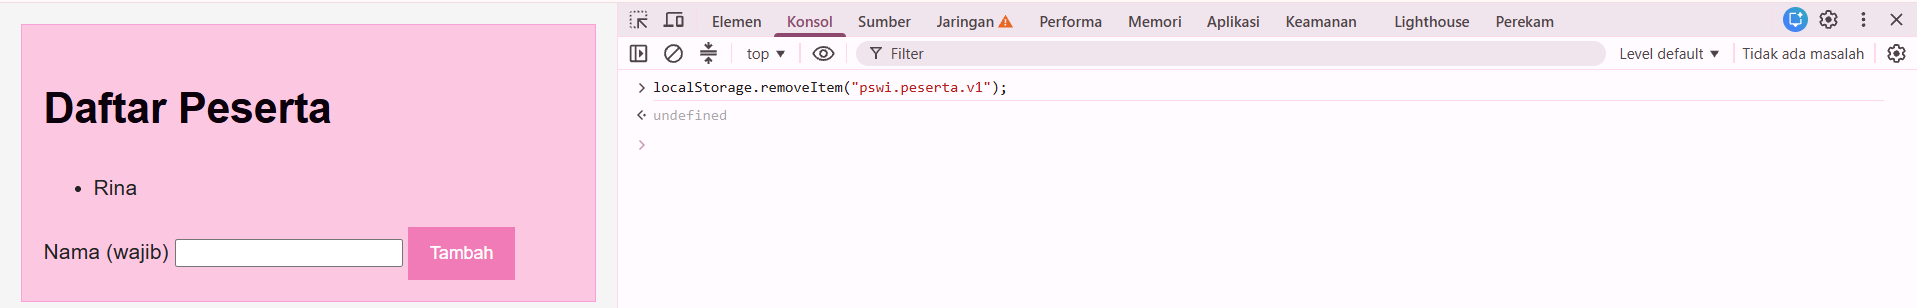 Daftar Peserta
• Rina
Nama (wajib)
Tambah
Elemen Konsol Sumber Jaringan Performa Memori Aplikasi Keamanan Lighthouse Perekam
top Filter Level default Tidak ada masalah
localStorage.removeItem("pswi.peserta.v1");
undefined